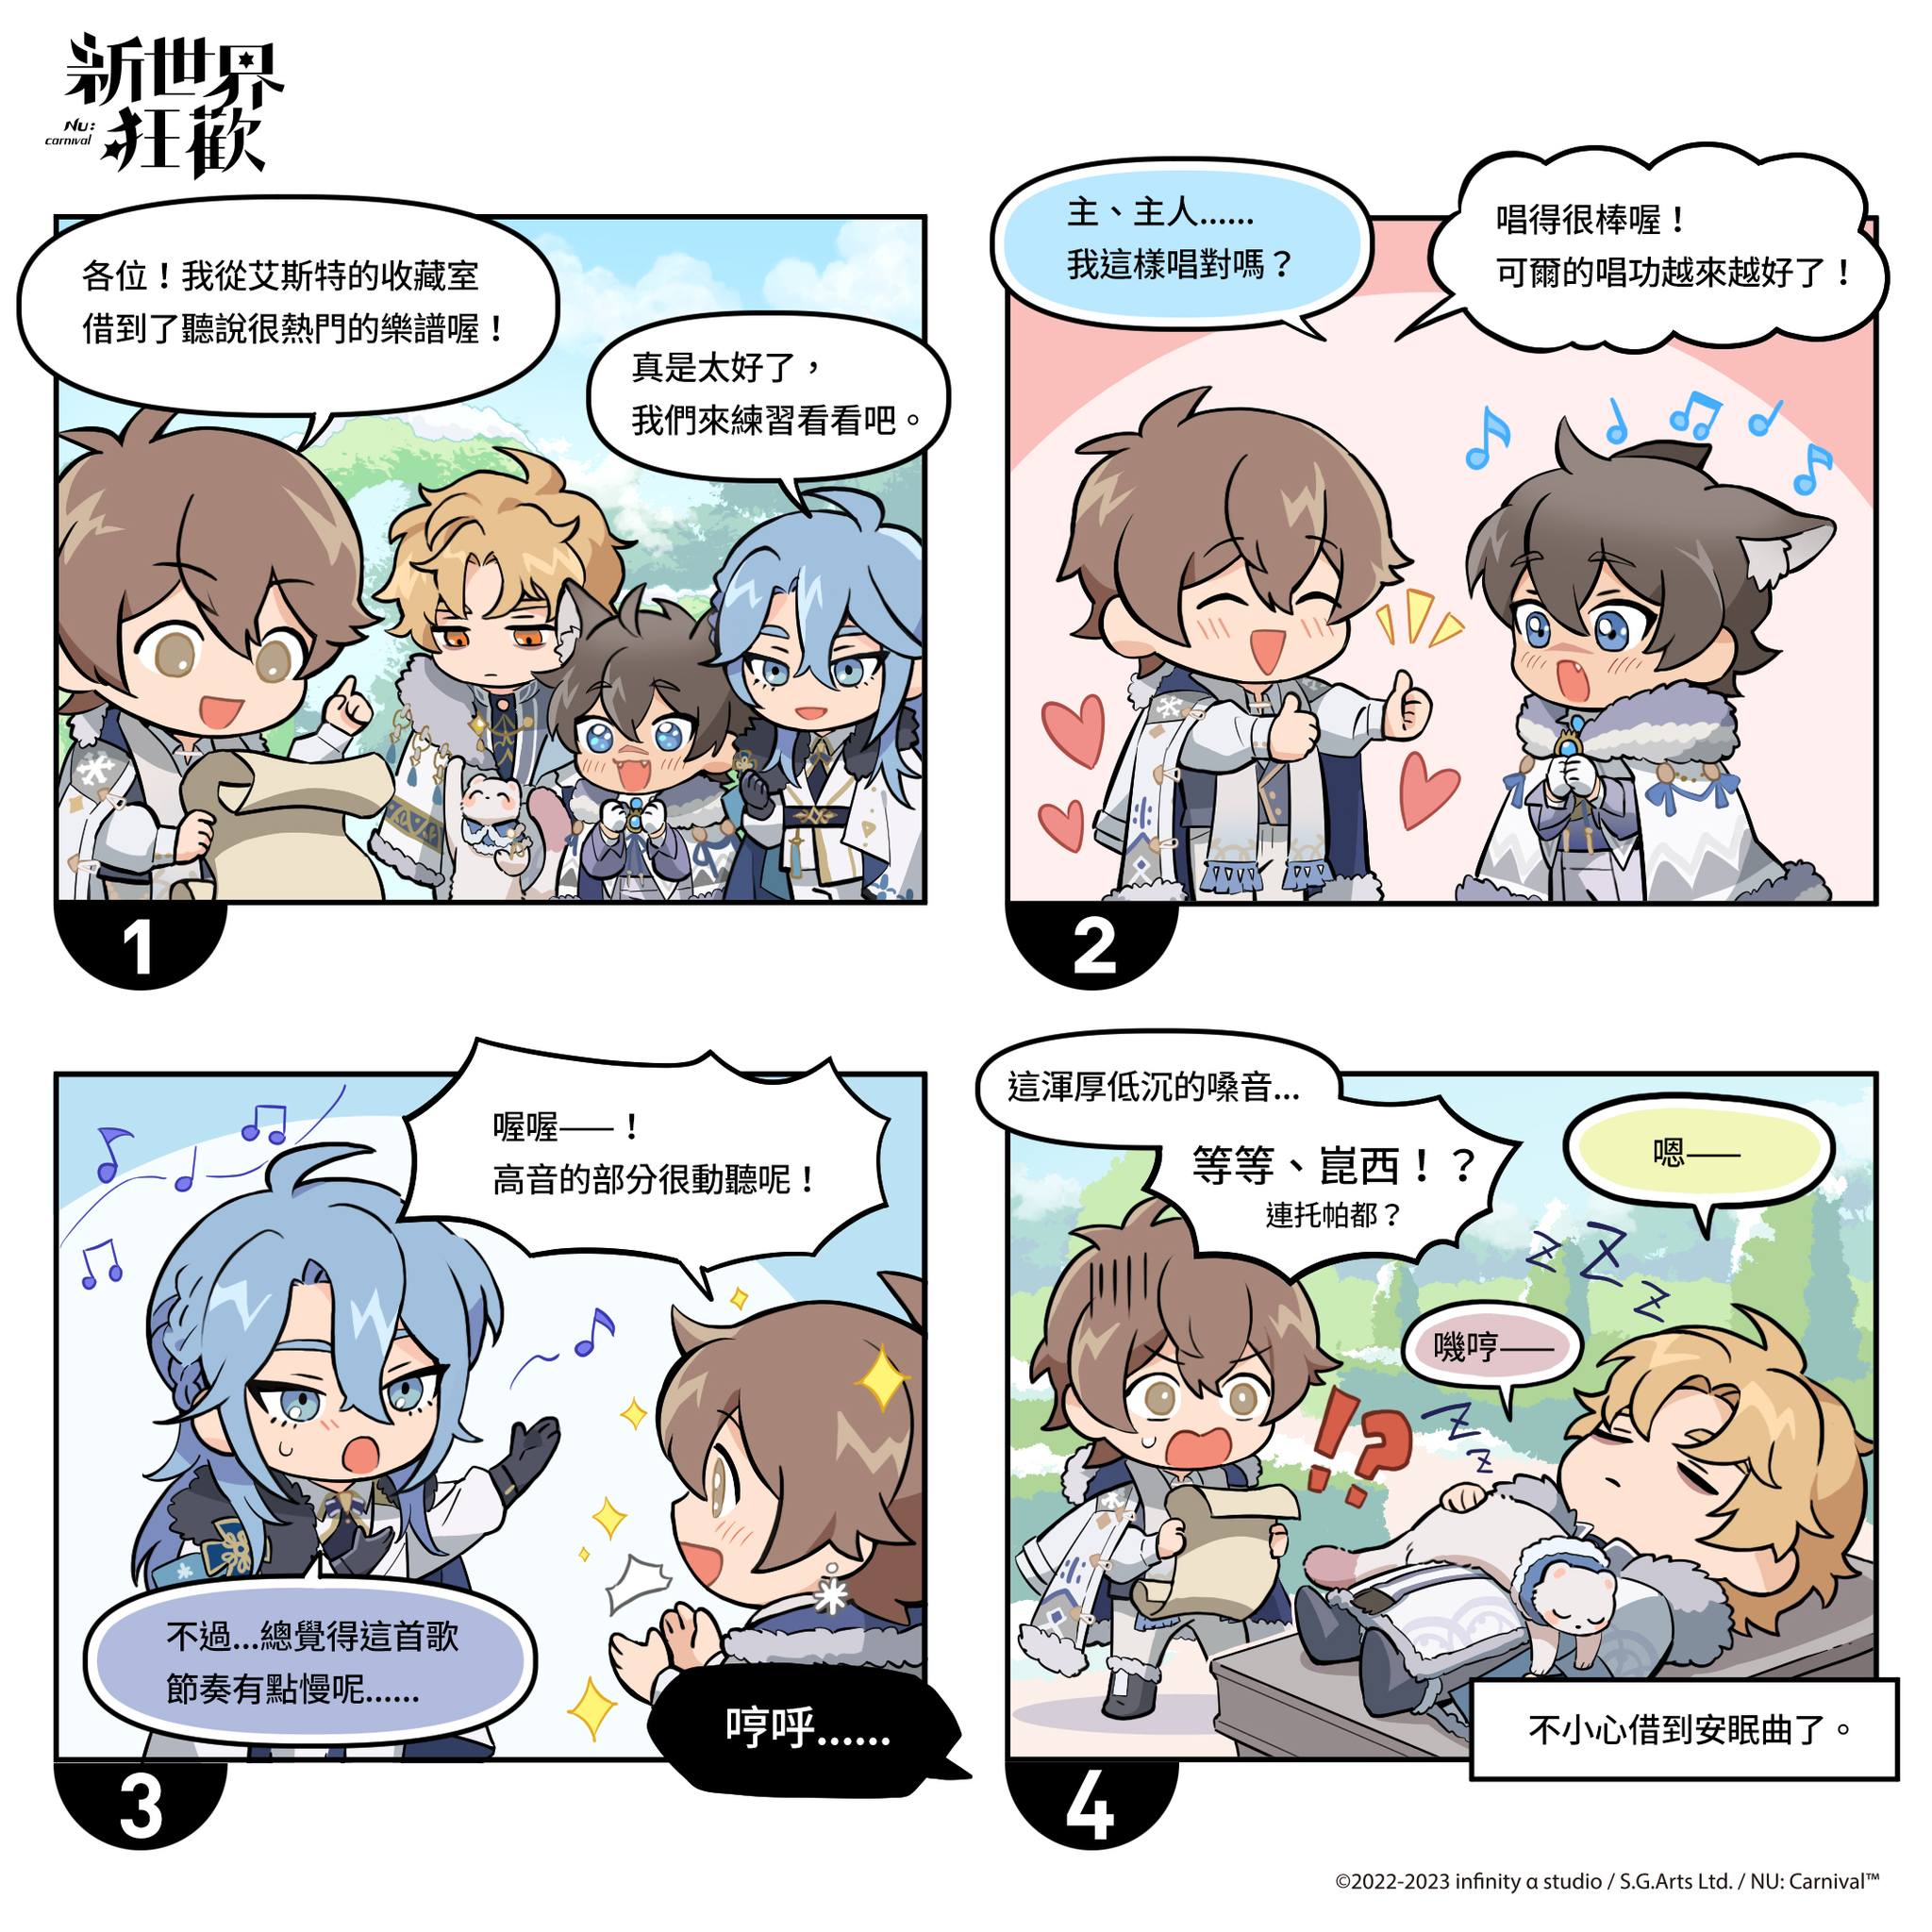 新世界
狂歡
Nu:
carnival
各位！我從艾斯特的收藏室
借到了聽說很熱門的樂譜喔！
真是太好了，
我們來練習看看吧。
1
主、主人......
我這樣唱對嗎？
唱得很棒喔！
可爾的唱功越來越好了！
2
喔喔──！
高音的部分很動聽呢！
不過...總覺得這首歌
節奏有點慢呢......
哼呼......
3
這渾厚低沉的嗓音...
等等、崑西！？
連托帕都？
嗯──
z Z z
嘰哼──
Z z
!?
不小心借到安眠曲了。
4
©2022-2023 infinity α studio / S.G.Arts Ltd. / NU: Carnival™